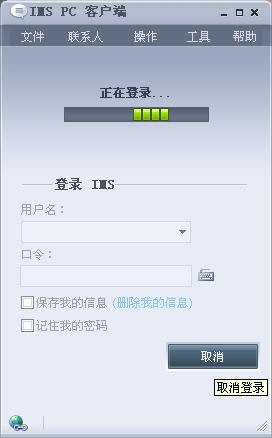 IMS PC 客户端
文件 联系人 操作 工具 帮助
正在登录...
登录 IMS
用户名：
口令：
保存我的信息 (删除我的信息)
记住我的密码
取消
取消登录